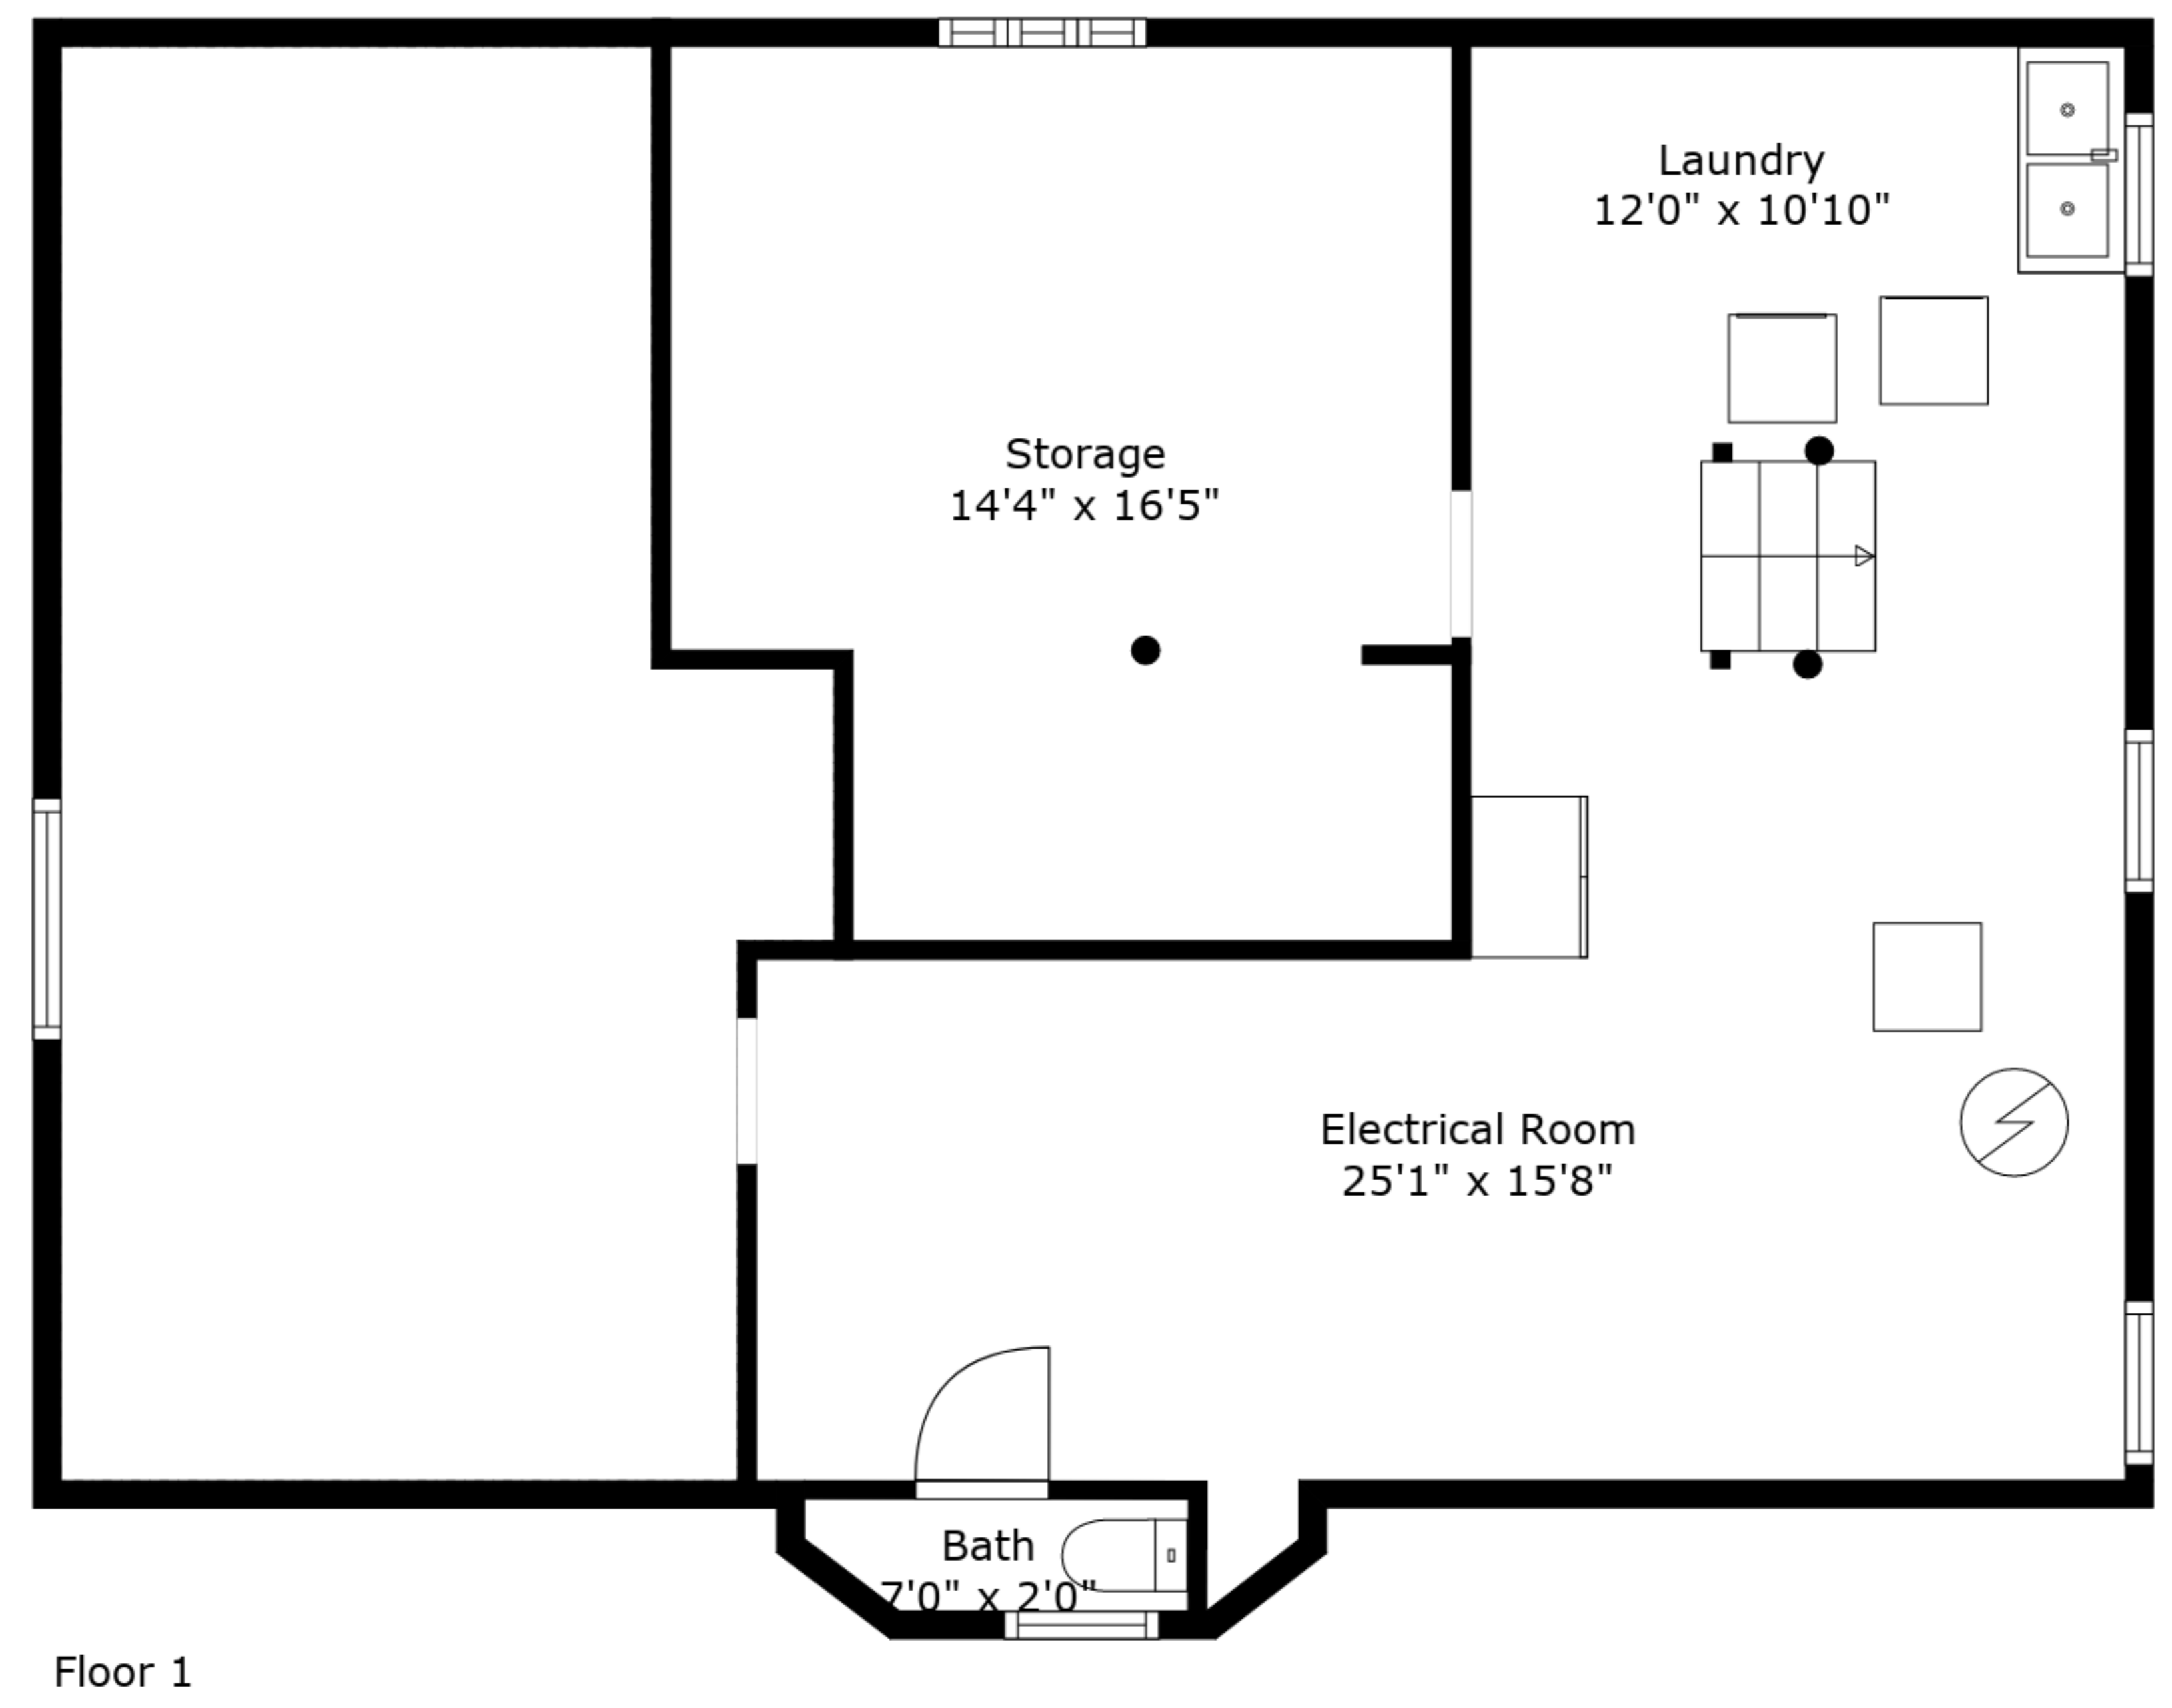 Laundry
12'0" x 10'10"
Storage
14'4" x 16'5"
Electrical Room
25'1" x 15'8"
Bath
7'0" x 2'0"
Floor 1